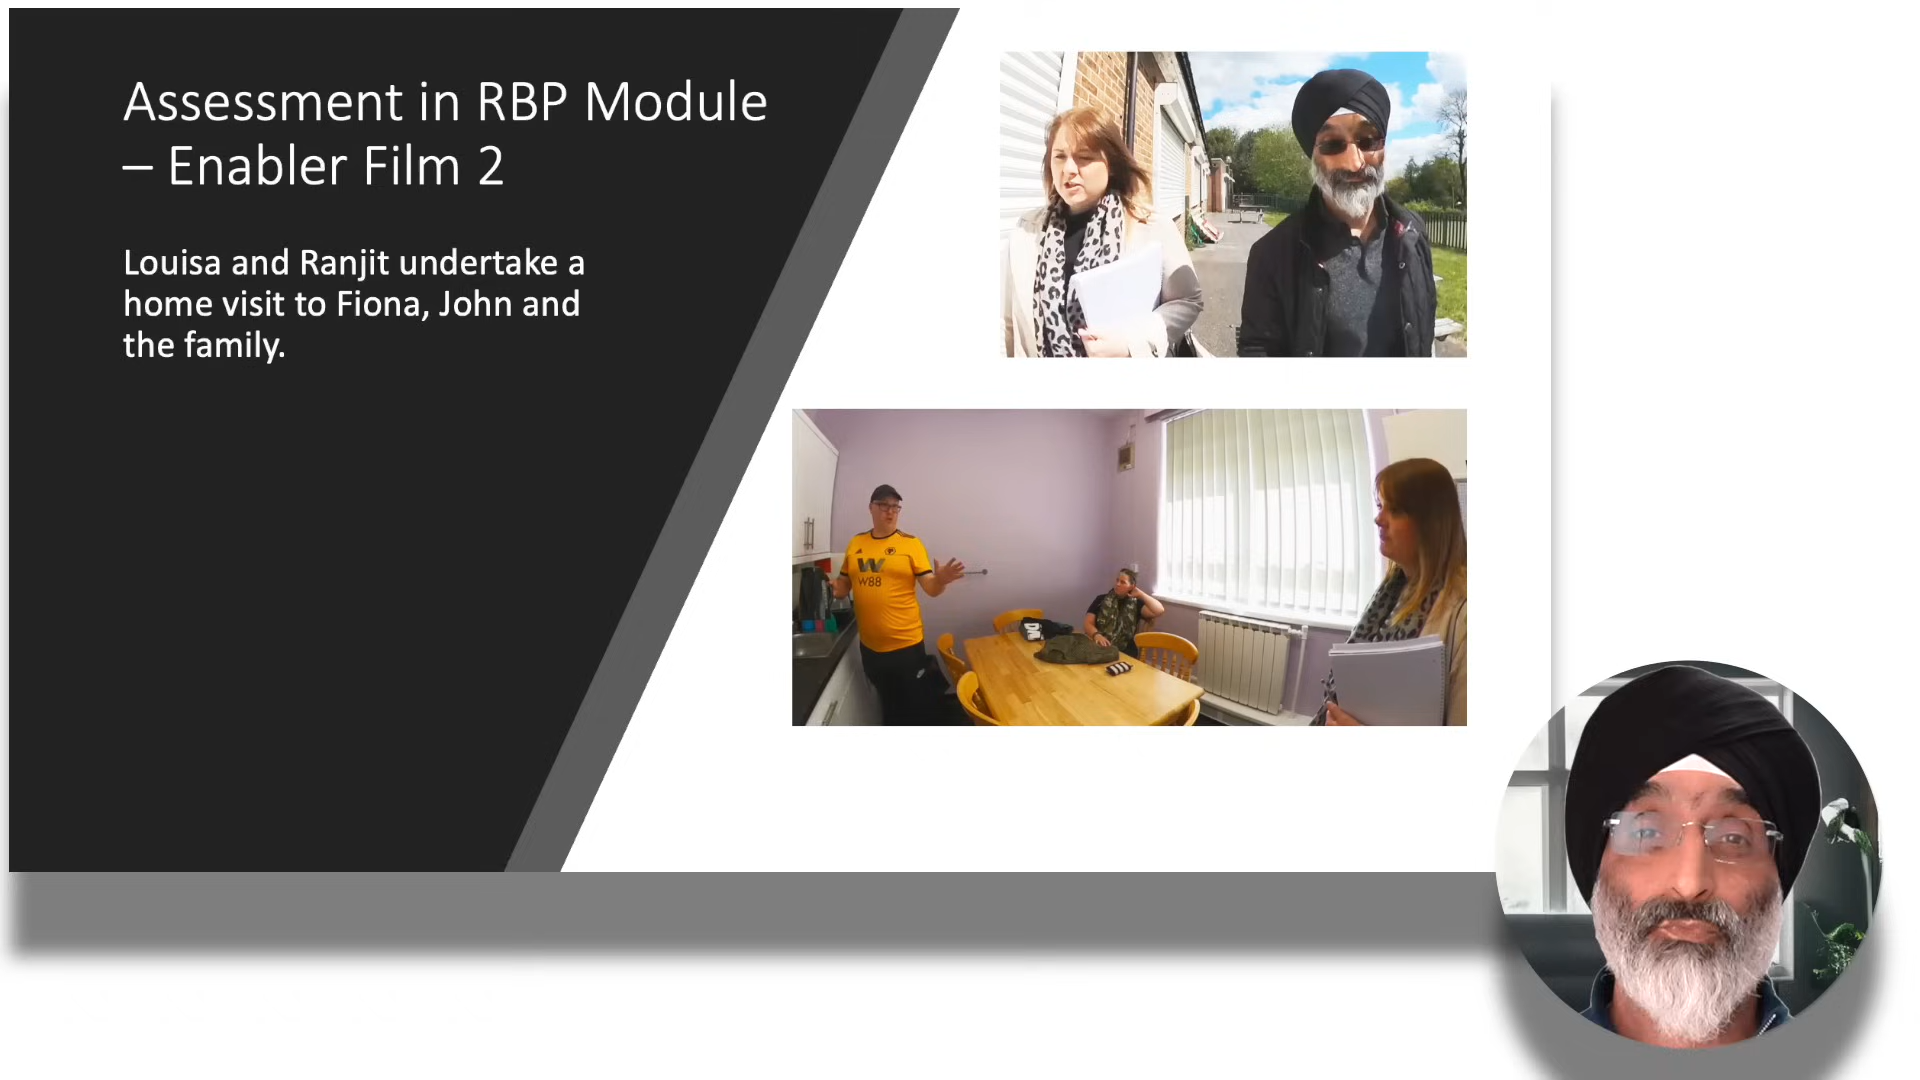 Assessment in RBP Module
– Enabler Film 2
Louisa and Ranjit undertake a
home visit to Fiona, John and
the family.
W
W88